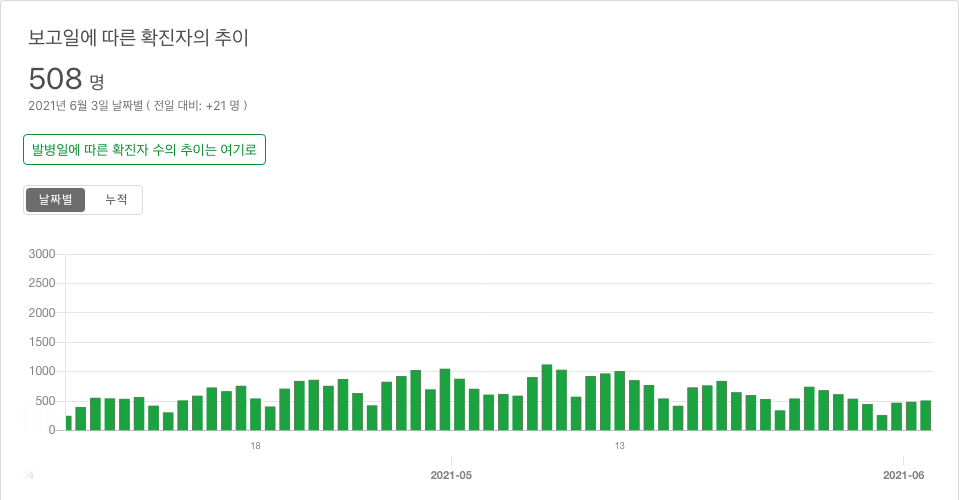 보고일에 따른 확진자의 추이
508 명
2021년 6월 3일 날짜별 ( 전일 대비: +21 명 )
발병일에 따른 확진자 수의 추이는 여기로
날짜별 누적
3000
2500
2000
1500
1000
500
0
18 13
2021-05 2021-06